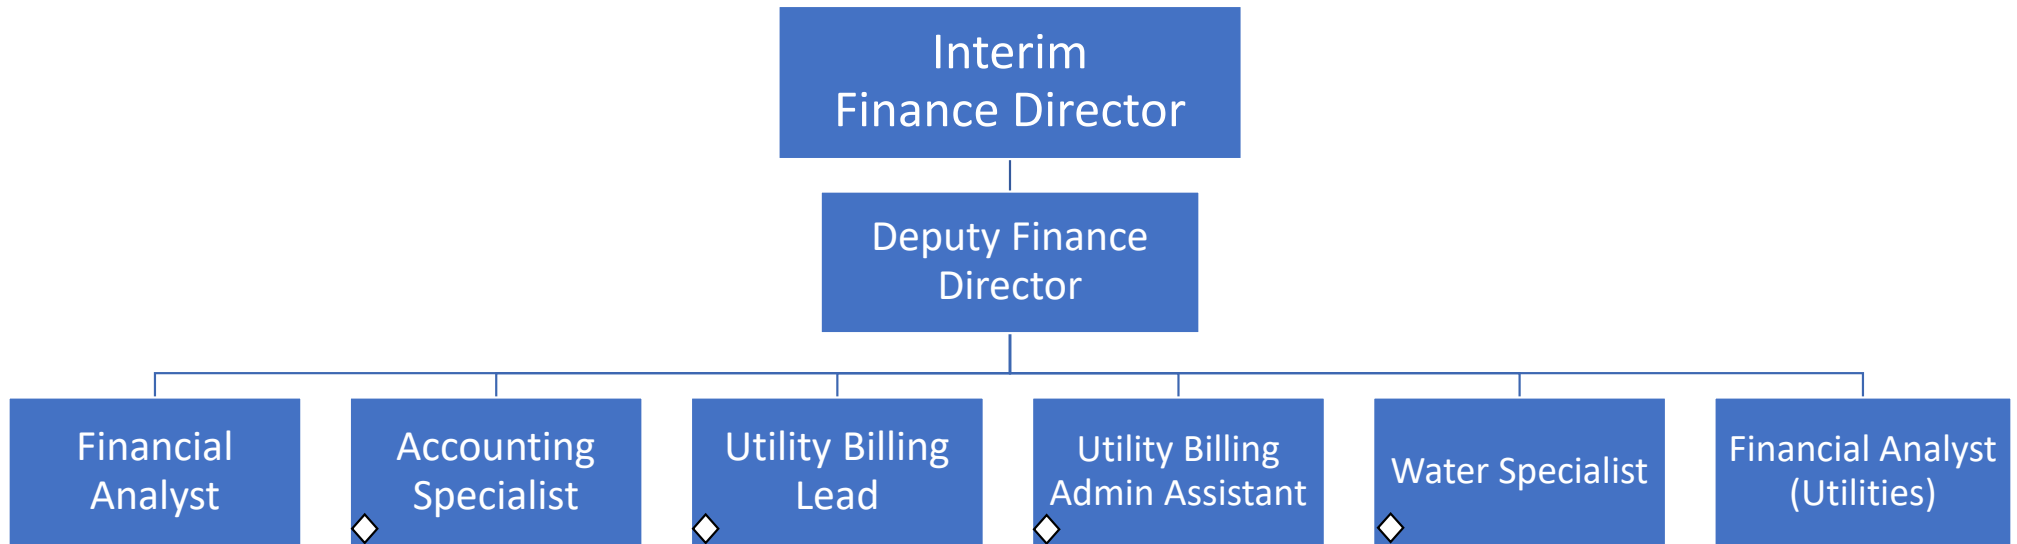 Interim
Finance Director
Deputy Finance
Director
Financial
Analyst
Accounting
Specialist
Utility Billing
Lead
Utility Billing
Admin Assistant
Water Specialist
Financial Analyst
(Utilities)